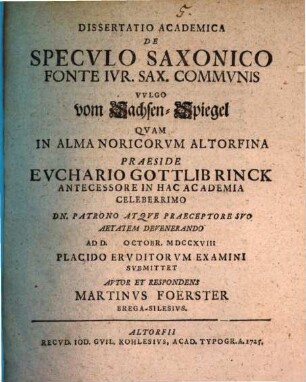 5.
DISSERTATIO ACADEMICA
DE
SPECVLO SAXONICO
FONTE IVR. SAX. COMMVNIS
VVLGO
vom Sachsen-Spiegel
QVAM
IN ALMA NORICORVM ALTORFINA
PRAESIDE
EVCHARIO GOTTLIB RINCK
ANTECESSORE IN HAC ACADEMIA
CELEBERRIMO
DN. PATRONO ATQVE PRAECEPTORE SVO
AETATEM DEVENERANDO
AD D. OCTOBR. MDCCXVIII
PLACIDO ERVDITORVM EXAMINI
SVBMITTET
AVTOR ET RESPONDENS
MARTINVS FOERSTER
BREGA-SILESIVS.
ALTORFII
RECVD. IOD. GVIL. KOHLESIVS, ACAD. TYPOGR. A. 1725.